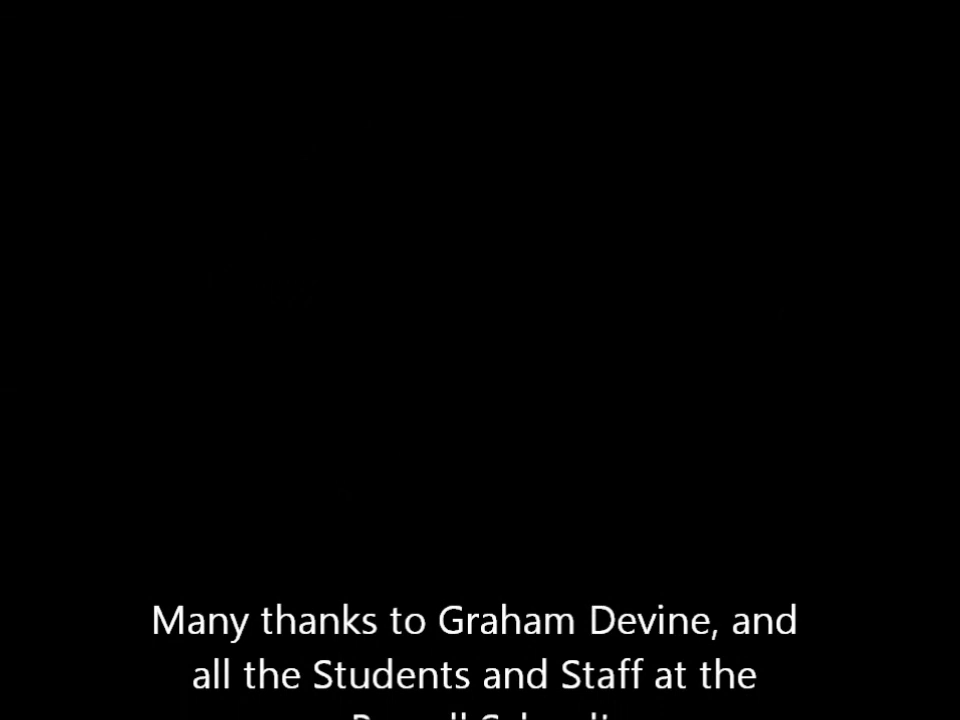 Many thanks to Graham Devine, and
all the Students and Staff at the